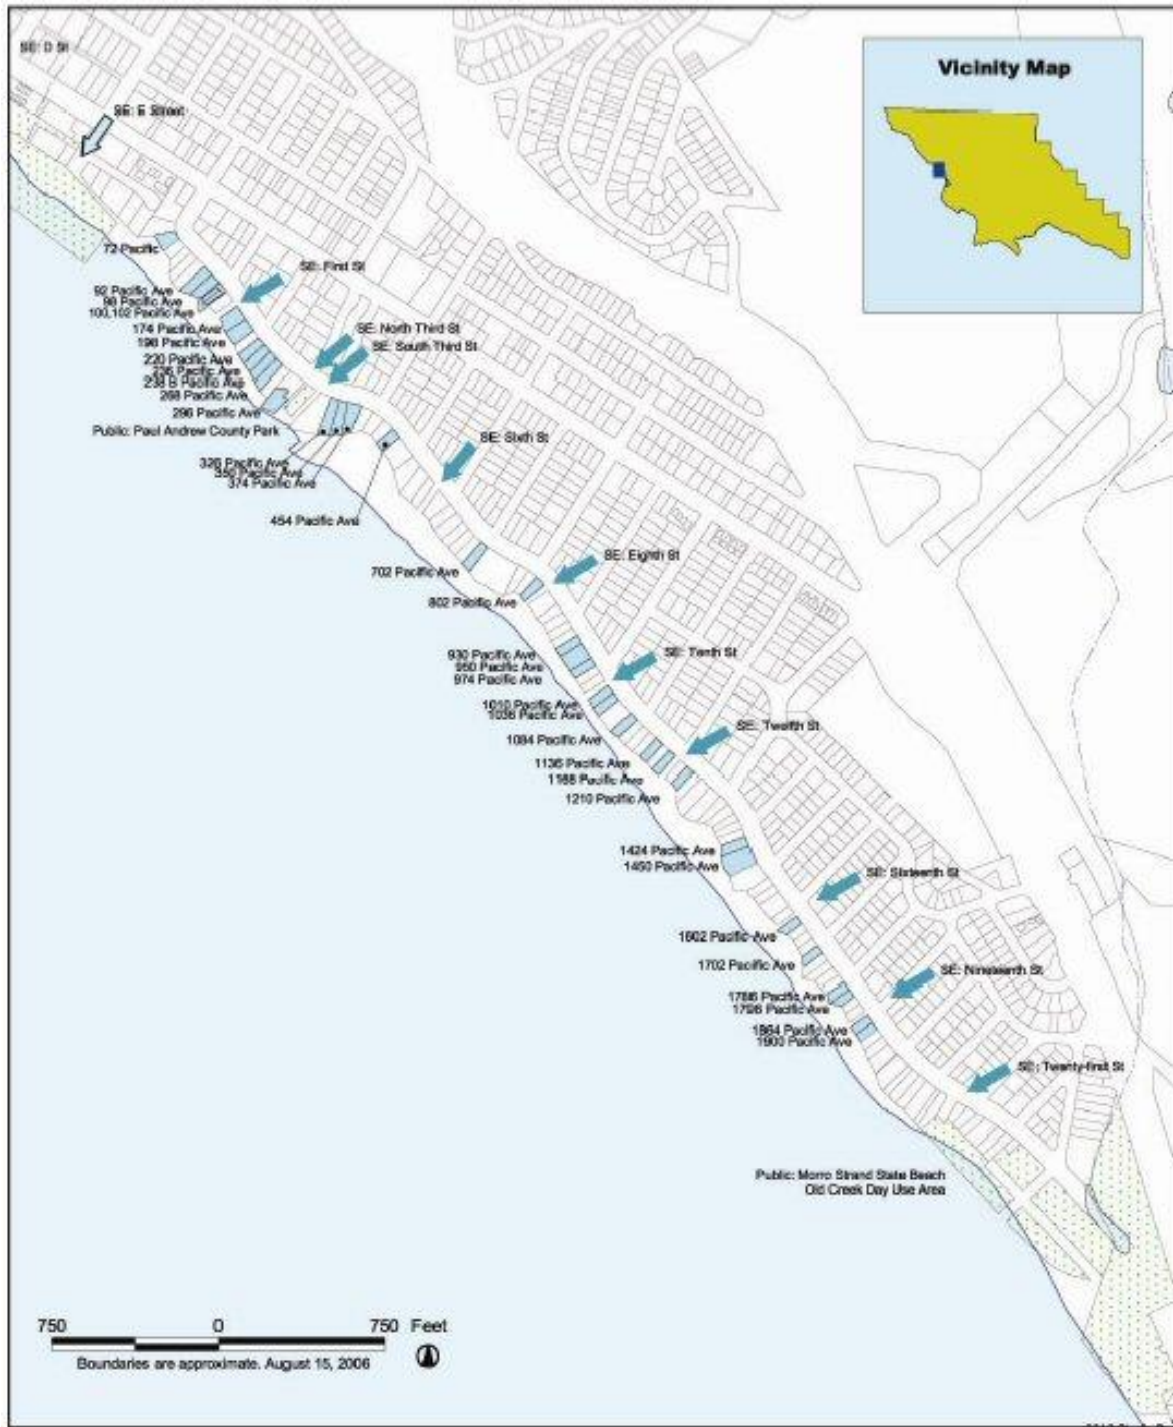 SE: D St
Vicinity Map
SE: E Street
72 Pacific
SE: First St
92 Pacific Ave
98 Pacific Ave
100,102 Pacific Ave
174 Pacific Ave
198 Pacific Ave
SE: North Third St
SE: South Third St
220 Pacific Ave
236 Pacific Ave
238 B Pacific Ave
268 Pacific Ave
296 Pacific Ave
Public: Paul Andrew County Park
SE: Sixth St
326 Pacific Ave
350 Pacific Ave
374 Pacific Ave
454 Pacific Ave
SE: Eighth St
702 Pacific Ave
802 Pacific Ave
SE: Tenth St
930 Pacific Ave
950 Pacific Ave
974 Pacific Ave
1010 Pacific Ave
1036 Pacific Ave
SE: Twelfth St
1084 Pacific Ave
1136 Pacific Ave
1188 Pacific Ave
1210 Pacific Ave
1424 Pacific Ave
1450 Pacific Ave
SE: Sixteenth St
1602 Pacific Ave
1702 Pacific Ave
SE: Nineteenth St
1786 Pacific Ave
1796 Pacific Ave
1864 Pacific Ave
1900 Pacific Ave
SE: Twenty-first St
Public: Morro Strand State Beach
Old Creek Day Use Area
750 0 750 Feet
Boundaries are approximate. August 15, 2006